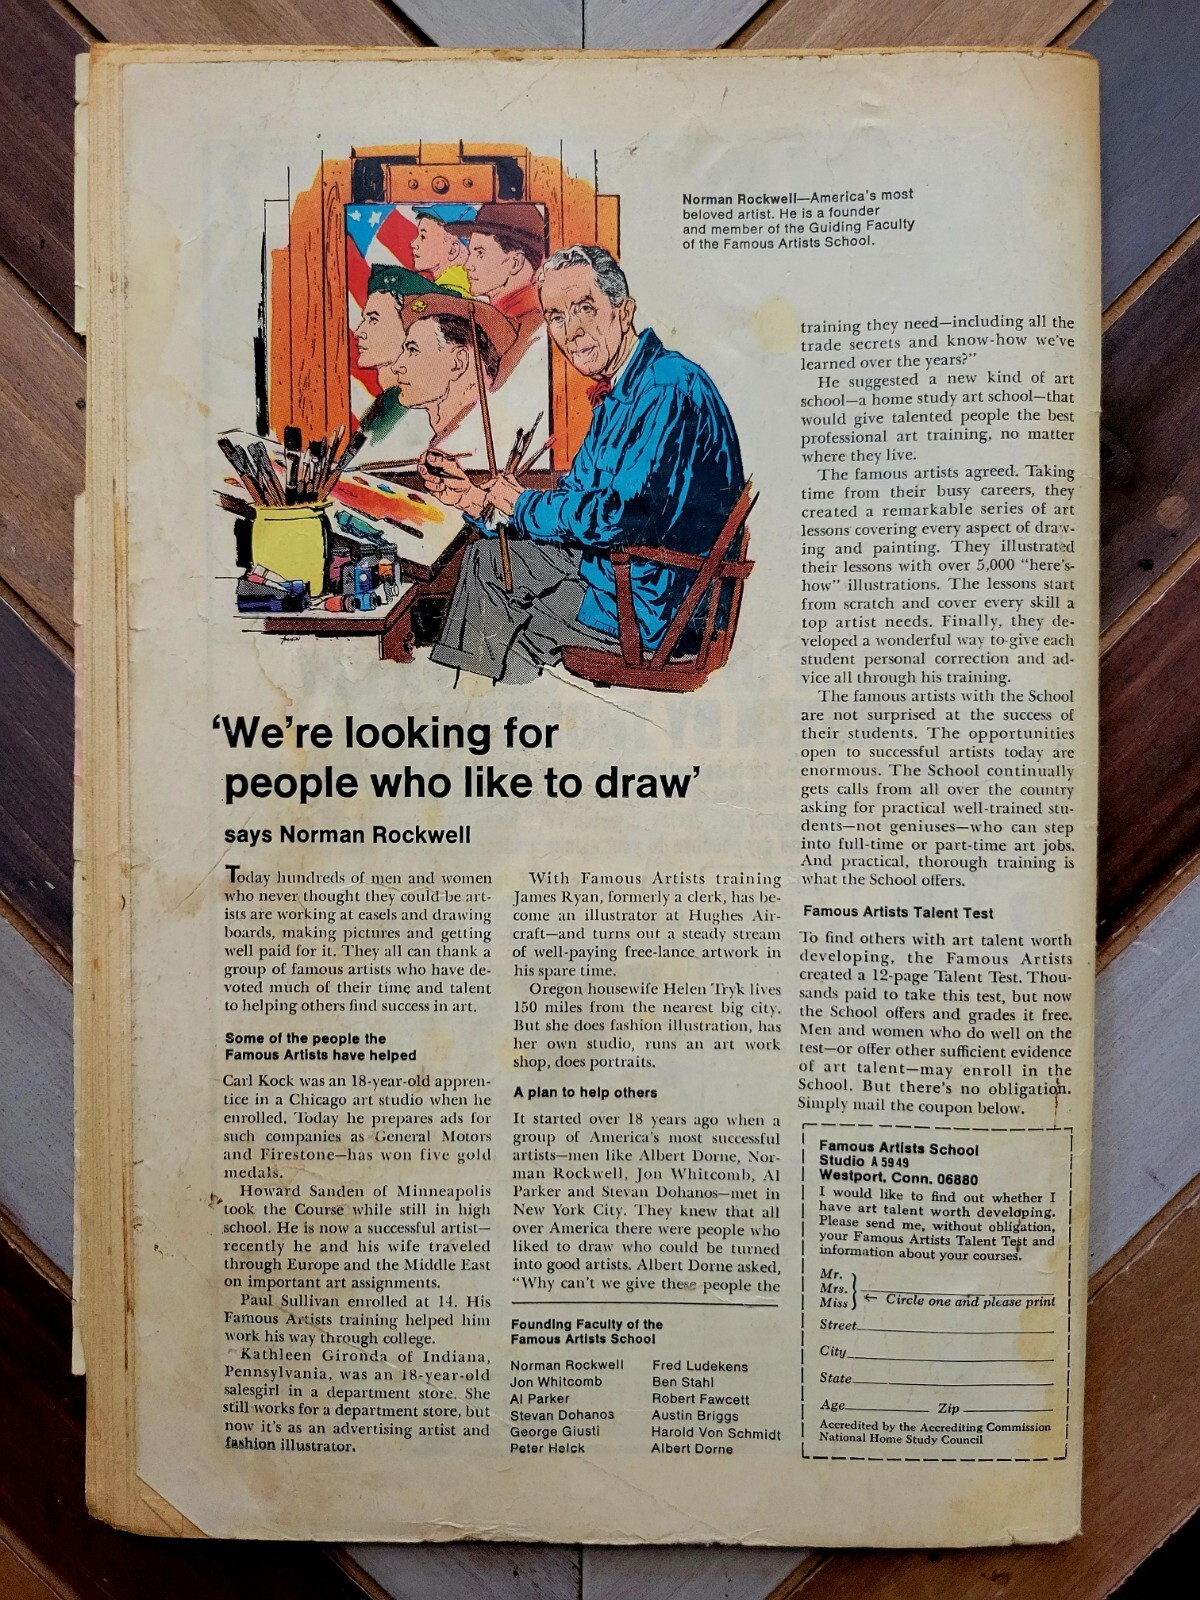 Norman Rockwell—America's most
beloved artist. He is a founder
and member of the Guiding Faculty
of the Famous Artists School.
'We're looking for
people who like to draw'
says Norman Rockwell
Today hundreds of men and women
who never thought they could be art-
ists are working at easels and drawing
boards, making pictures and getting
well paid for it. They all can thank a
group of famous artists who have de-
voted much of their time and talent
to helping others find success in art.
Some of the people the
Famous Artists have helped
Carl Kock was an 18-year-old appren-
tice in a Chicago art studio when he
enrolled. Today he prepares ads for
such companies as General Motors
and Firestone—has won five gold
medals.
Howard Sanden of Minneapolis
took the Course while still in high
school. He is now a successful artist—
recently he and his wife traveled
through Europe and the Middle East
on important art assignments.
Paul Sullivan enrolled at 14. His
Famous Artists training helped him
work his way through college.
Kathleen Gironda of Indiana,
Pennsylvania, was an 18-year-old
salesgirl in a department store. She
still works for a department store, but
now it's as an advertising artist and
fashion illustrator.
With Famous Artists training
James Ryan, formerly a clerk, has be-
come an illustrator at Hughes Air-
craft—and turns out a steady stream
of well-paying free-lance artwork in
his spare time.
Oregon housewife Helen Tryk lives
150 miles from the nearest big city.
But she does fashion illustration, has
her own studio, runs an art work
shop, does portraits.
A plan to help others
It started over 18 years ago when a
group of America's most successful
artists—men like Albert Dorne, Nor-
man Rockwell, Jon Whitcomb, Al
Parker and Stevan Dohanos—met in
New York City. They knew that all
over America there were people who
liked to draw who could be turned
into good artists. Albert Dorne asked,
"Why can't we give these people the
Founding Faculty of the
Famous Artists School
Norman Rockwell
Jon Whitcomb
Al Parker
Stevan Dohanos
George Giusti
Peter Helck
Fred Ludekens
Ben Stahl
Robert Fawcett
Austin Briggs
Harold Von Schmidt
Albert Dorne
training they need—including all the
trade secrets and know-how we've
learned over the years?"
He suggested a new kind of art
school—a home study art school—that
would give talented people the best
professional art training, no matter
where they live.
The famous artists agreed. Taking
time from their busy careers, they
created a remarkable series of art
lessons covering every aspect of draw-
ing and painting. They illustrated
their lessons with over 5,000 "here's-
how" illustrations. The lessons start
from scratch and cover every skill a
top artist needs. Finally, they de-
veloped a wonderful way to give each
student personal correction and ad-
vice all through his training.
The famous artists with the School
are not surprised at the success of
their students. The opportunities
open to successful artists today are
enormous. The School continually
gets calls from all over the country
asking for practical well-trained stu-
dents—not geniuses—who can step
into full-time or part-time art jobs.
And practical, thorough training is
what the School offers.
Famous Artists Talent Test
To find others with art talent worth
developing, the Famous Artists
created a 12-page Talent Test. Thou-
sands paid to take this test, but now
the School offers and grades it free.
Men and women who do well on the
test—or offer other sufficient evidence
of art talent—may enroll in the
School. But there's no obligation.
Simply mail the coupon below.
Famous Artists School
Studio A 5949
Westport, Conn. 06880
I would like to find out whether I
have art talent worth developing.
Please send me, without obligation,
your Famous Artists Talent Test and
information about your courses.
Mr.
Mrs.
Miss ← Circle one and please print
Street
City
State
Age Zip
Accredited by the Accrediting Commission
National Home Study Council